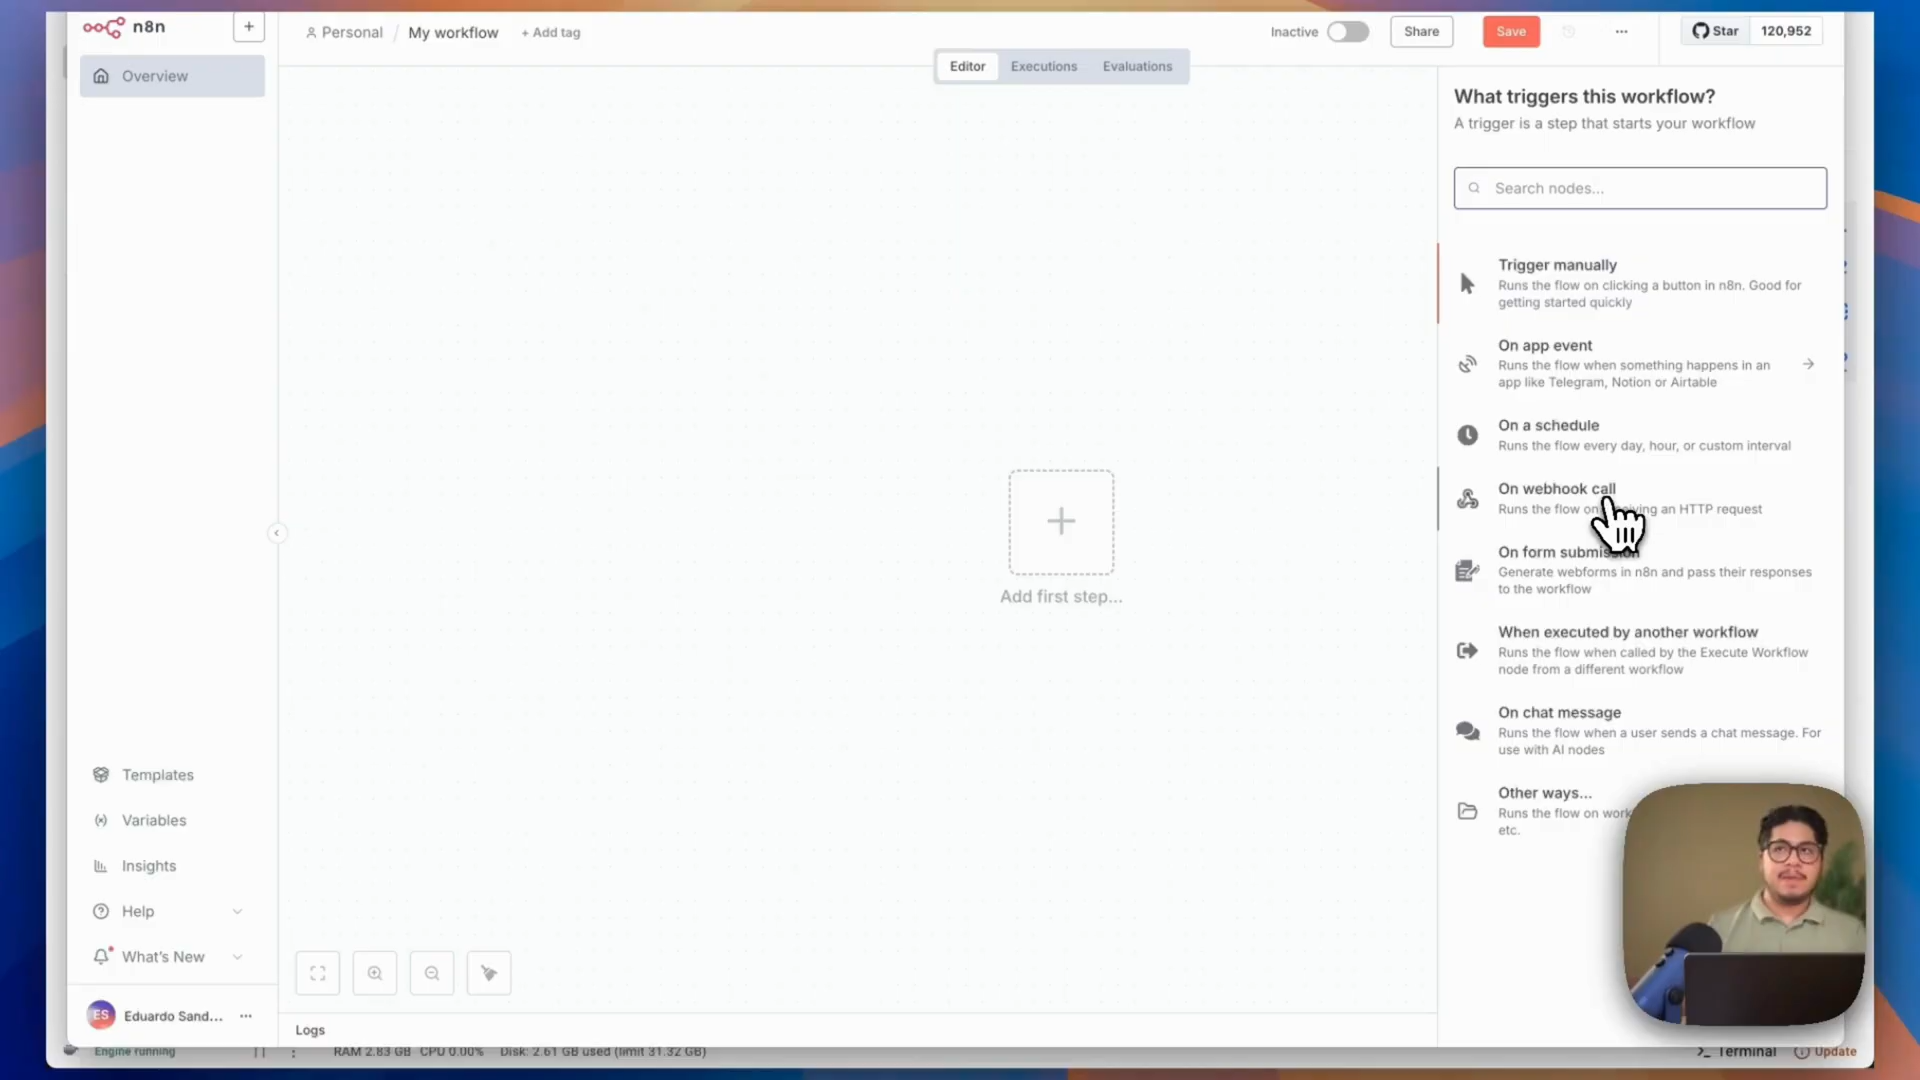 n8n
+
Personal / My workflow + Add tag
Inactive
Share
Save
...
Star 120,952
Overview
Editor Executions Evaluations
What triggers this workflow?
A trigger is a step that starts your workflow
Search nodes...
Trigger manually
Runs the flow on clicking a button in n8n. Good for
getting started quickly
On app event
Runs the flow when something happens in an
app like Telegram, Notion or Airtable
On a schedule
Runs the flow every day, hour, or custom interval
On webhook call
Runs the flow on an HTTP request
On form
Generate webforms in n8n and pass their responses
to the workflow
When executed by another workflow
Runs the flow when called by the Execute Workflow
node from a different workflow
On chat message
Runs the flow when a user sends a chat message. For
use with AI nodes
Other ways...
Runs the flow on
etc.
Add first step...
Templates
Variables
Insights
Help
What's New
ES Eduardo Sand... ...
Logs
Engine running
RAM 2.83 GB CPU 0.00% Disk: 2.61 GB used (limit 31.32 GB)
>_ Terminal
Update